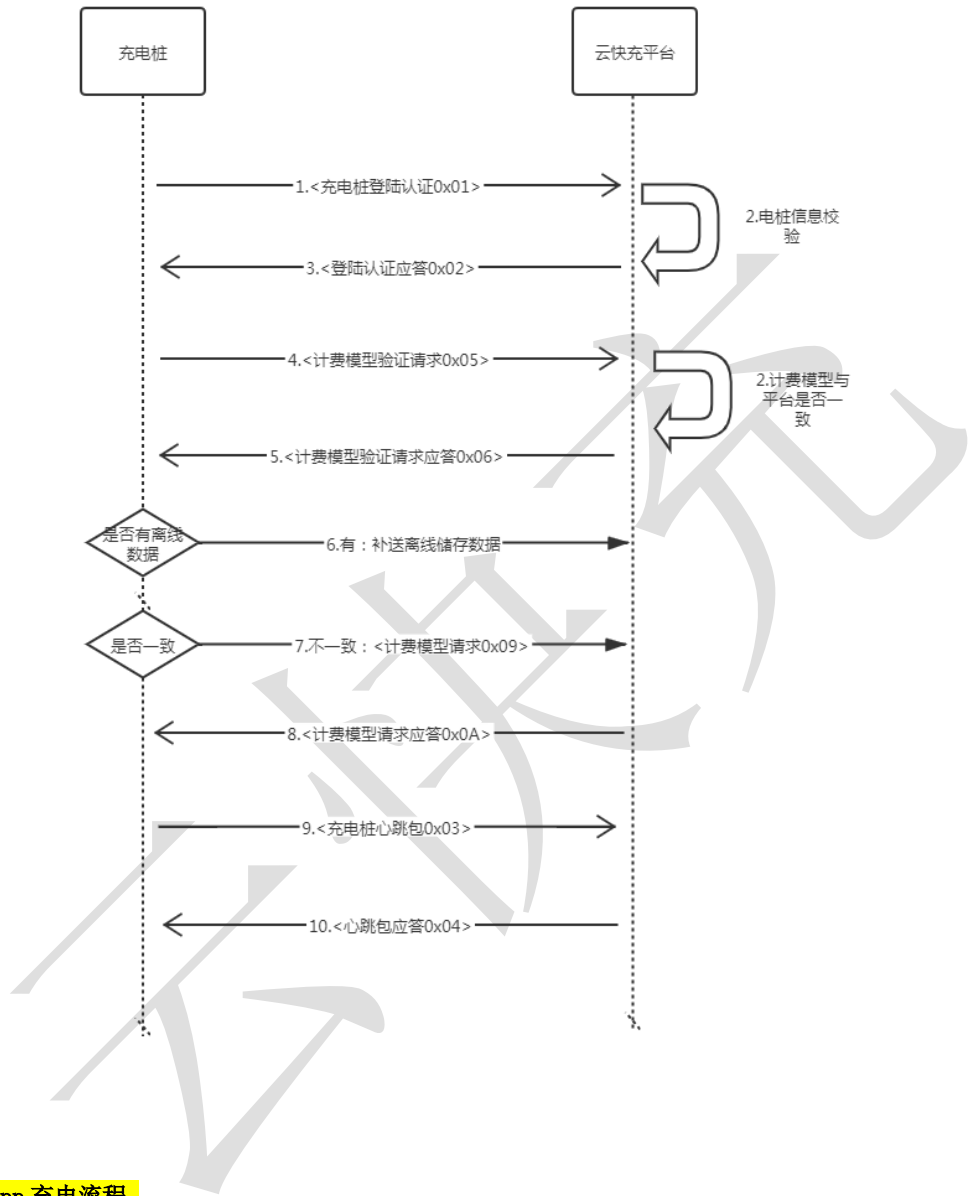 充电桩
云快充平台
1.<充电桩登陆认证0x01>
2.电桩信息校
验
3.<登陆认证应答0x02>
4.<计费模型验证请求0x05>
2.计费模型与
平台是否一
致
5.<计费模型验证请求应答0x06>
是否有离线
数据
6.有：补送离线储存数据
是否一致
7.不一致：<计费模型请求0x09>
8.<计费模型请求应答0x0A>
9.<充电桩心跳包0x03>
10.<心跳包应答0x04>
云快充
充电流程